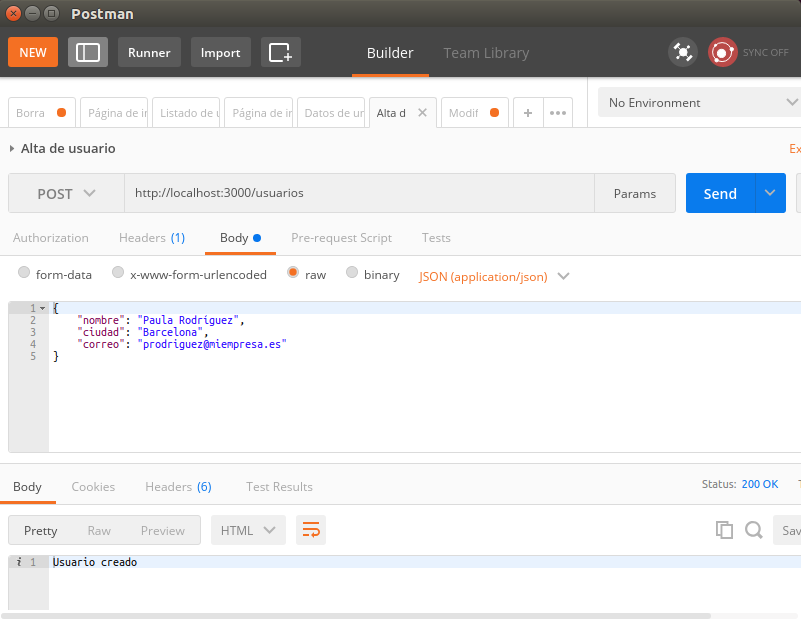 Postman
NEW Runner Import Builder Team Library SYNC OFF
Borra Página de in Listado de u Página de in Datos de un Alta d Modif + ••• No Environment
Alta de usuario Ex
POST http://localhost:3000/usuarios Params Send
Authorization Headers (1) Body Pre-request Script Tests
form-data x-www-form-urlencoded raw binary JSON (application/json)
1 {
2 "nombre": "Paula Rodríguez",
3 "ciudad": "Barcelona",
4 "correo": "prodriguez@miempresa.es"
5 }
Body Cookies Headers (6) Test Results Status: 200 OK T
Pretty Raw Preview HTML Sav
i 1 Usuario creado